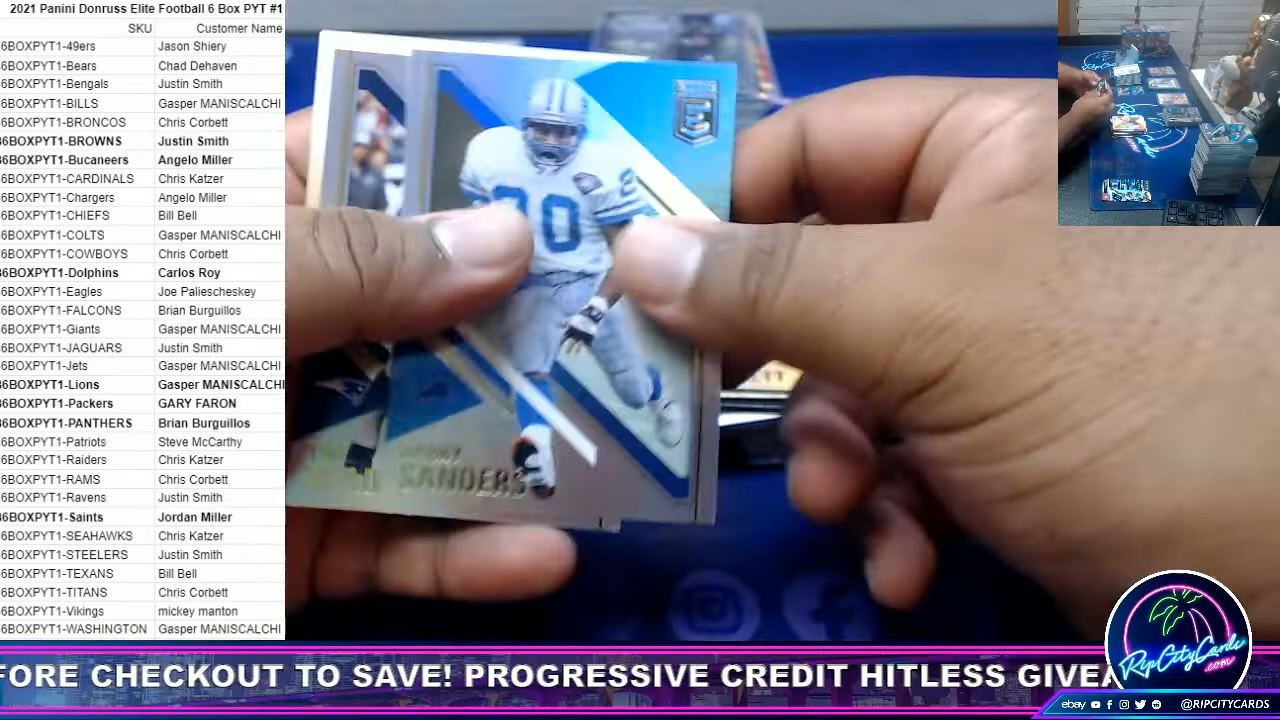 2021 Panini Donruss Elite Football 6 Box PYT #1
SKU Customer Name
6BOXPYT1-49ers Jason Shiery
6BOXPYT1-Bears Chad Dehaven
6BOXPYT1-Bengals Justin Smith
6BOXPYT1-BILLS Gasper MANISCALCHI
6BOXPYT1-BRONCOS Chris Corbett
6BOXPYT1-BROWNS Justin Smith
6BOXPYT1-Bucaneers Angelo Miller
6BOXPYT1-CARDINALS Chris Katzer
6BOXPYT1-Chargers Angelo Miller
6BOXPYT1-CHIEFS Bill Bell
6BOXPYT1-COLTS Gasper MANISCALCHI
6BOXPYT1-COWBOYS Chris Corbett
6BOXPYT1-Dolphins Carlos Roy
6BOXPYT1-Eagles Joe Paliescheskey
6BOXPYT1-FALCONS Brian Burguillos
6BOXPYT1-Giants Gasper MANISCALCHI
6BOXPYT1-JAGUARS Justin Smith
6BOXPYT1-Jets Gasper MANISCALCHI
6BOXPYT1-Lions Gasper MANISCALCHI
6BOXPYT1-Packers GARY FARON
6BOXPYT1-PANTHERS Brian Burguillos
6BOXPYT1-Patriots Steve McCarthy
6BOXPYT1-Raiders Chris Katzer
6BOXPYT1-RAMS Chris Corbett
6BOXPYT1-Ravens Justin Smith
6BOXPYT1-Saints Jordan Miller
6BOXPYT1-SEAHAWKS Chris Katzer
6BOXPYT1-STEELERS Justin Smith
6BOXPYT1-TEXANS Bill Bell
6BOXPYT1-TITANS Chris Corbett
6BOXPYT1-Vikings mickey manton
6BOXPYT1-WASHINGTON Gasper MANISCALCHI
E
20
SANDERS
FORE CHECKOUT TO SAVE! PROGRESSIVE CREDIT HITLESS GIVEA
RipCityCards
.com
ebay @RIPCITYCARDS